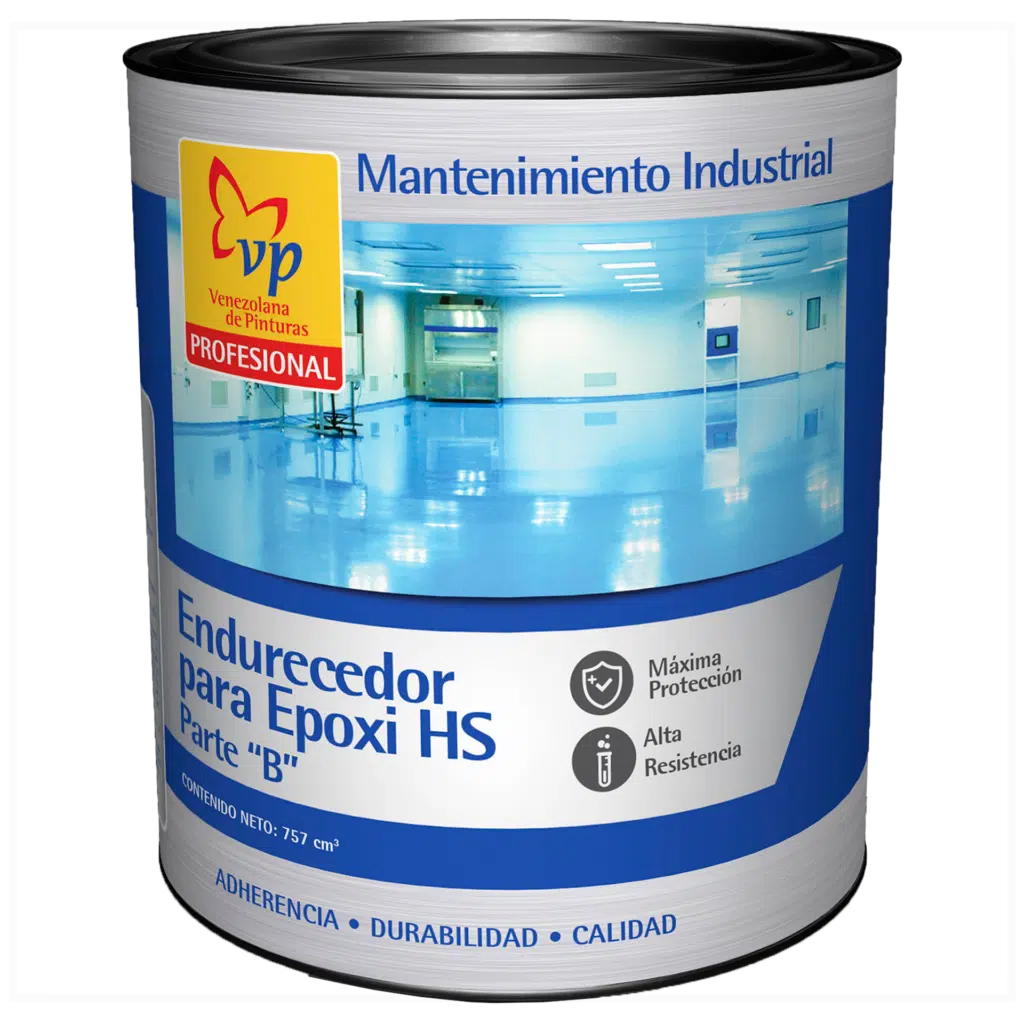 Mantenimiento Industrial
vp
Venezolana
de Pinturas
PROFESIONAL
Endurecedor
para Epoxi HS
Parte “B”
Máxima
Protección
Alta
Resistencia
CONTENIDO NETO: 757 cm³
ADHERENCIA • DURABILIDAD • CALIDAD